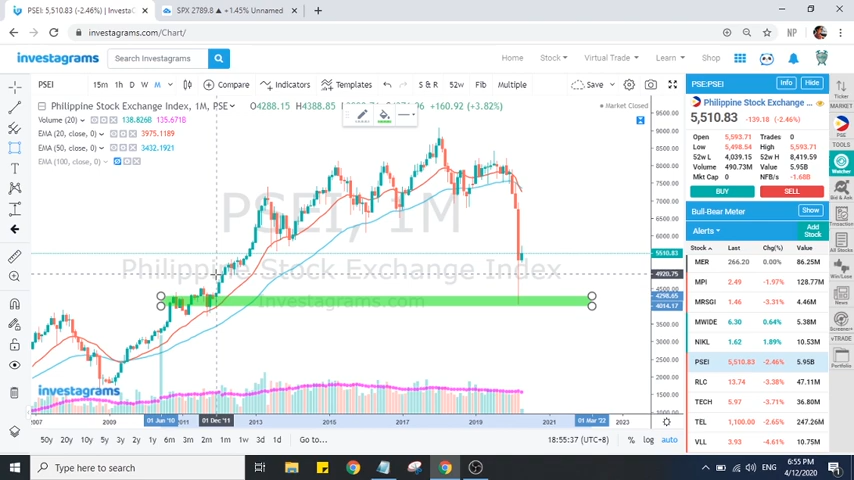 PSEI: 5,510.83 (-2.46%) | InvestaG
SPX 2789.8 ▲ +1.45% Unnamed
investagrams.com/Chart/
NP
investagrams
Search Investagrams
Home
Stock
Virtual Trade
Learn
Shop
PSEI
15m 1h D W M
Compare
Indicators
Templates
S & R
52w
Fib
Multiple
Save
Philippine Stock Exchange Index, 1M, PSE
O4288.15 H4388.85
+160.92 (+3.82%)
Market Closed
Volume (20)
138.826B 135.671B
EMA (20, close, 0)
3975.1189
EMA (50, close, 0)
3432.1921
EMA (100, close, 0)
PSEI, 1M
Philippine Stock Exchange Index
investagrams.com
investagrams
9500.00
9000.00
8250.00
7500.00
6750.00
6000.00
5510.83
4920.75
4500.00
4298.65
4014.17
3500.00
3000.00
2500.00
2000.00
1500.00
1000.00
2007
2009
01 Jun '10
2011
01 Dec '11
2013
2015
2017
2019
2021
01 Mar '22
2023
50y 20y 10y 5y 3y 2y 1y 6m 3m 2m 1m 1w 3d 1d
Go to...
18:55:37 (UTC+8)
% log auto
PSE:PSEI
Info
Hide
Philippine Stock Exchange ...
5,510.83 -139.18 (-2.46%)
Open 5,593.71 Trades 0
Low 5,498.54 High 5,593.71
52w L 4,039.15 52w H 8,419.59
Volume 490.73M Value 5.95B
Mkt Cap 0 NFB/s -1.68B
BUY
SELL
Bull-Bear Meter
Show
Alerts
Add Stock
Stock Last Chg(%) Value
MER 266.20 0.00% 86.25M
MPI 2.49 -1.97% 128.77M
MRSGI 1.46 -3.31% 4.46M
MWIDE 6.30 0.64% 5.38M
NIKL 1.62 1.89% 10.53M
PSEI 5,510.83 -2.46% 5.95B
RLC 13.74 -3.38% 47.11M
TECH 5.97 -3.71% 36.80M
TEL 1,100.00 -2.65% 247.26M
VLL 3.93 -4.61% 10.75M
Ticker
PSE
TOOLS
Watcher
Bid & Ask
Transaction
All Stocks
Win/Loss
News
Screener+
vTRADE
Portfolio
Type here to search
ENG
6:55 PM
4/12/2020